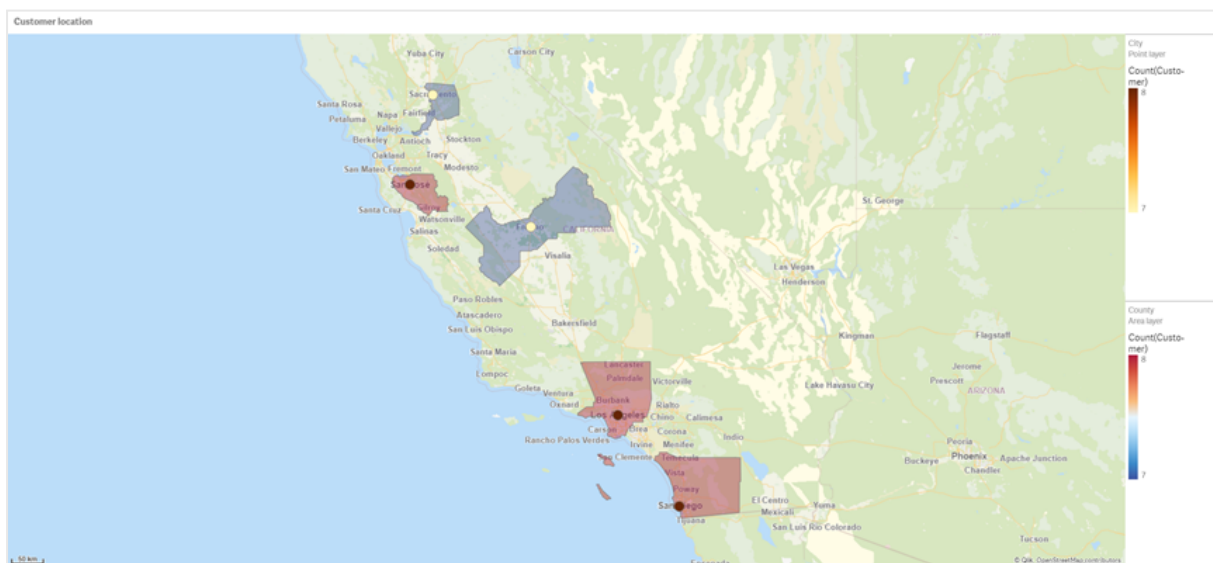 Customer location
Yuba City
Carson City
Santa Rosa
Napa
Fairfield
Petaluma
Vallejo
Berkeley
Antioch
Stockton
Oakland
Tracy
San Mateo
Fremont
Modesto
San José
Gilroy
Santa Cruz
Watsonville
Salinas
Soledad
CALIFORNIA
Visalia
St. George
Las Vegas
Henderson
Paso Robles
Atascadero
San Luis Obispo
Bakersfield
Santa Maria
Lompoc
Goleta
Ventura
Oxnard
Lancaster
Palmdale
Victorville
Burbank
Rialto
Los Angeles
Chino
Calimesa
Carson
Brea
Corona
Rancho Palos Verdes
Irvine
Menifee
Indio
San Clemente
Temecula
Vista
Poway
San Diego
Tijuana
El Centro
Mexicali
Yuma
San Luis Rio Colorado
Kingman
Flagstaff
Lake Havasu City
Jerome
Prescott
ARIZONA
Peoria
Buckeye
Phoenix
Apache Junction
Chandler
Tucson
50 km
© Qlik, OpenStreetMap contributors
City
Point layer
Count(Custo-
mer)
8
7
County
Area layer
Count(Custo-
mer)
8
7